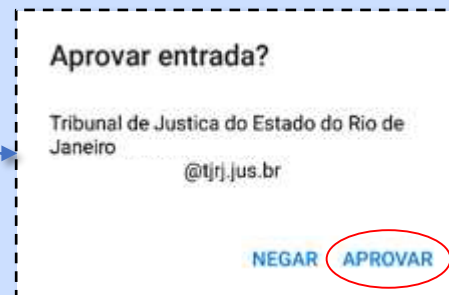 Aprovar entrada?
Tribunal de Justica do Estado do Rio de
Janeiro
@tjrj.jus.br
NEGAR APROVAR